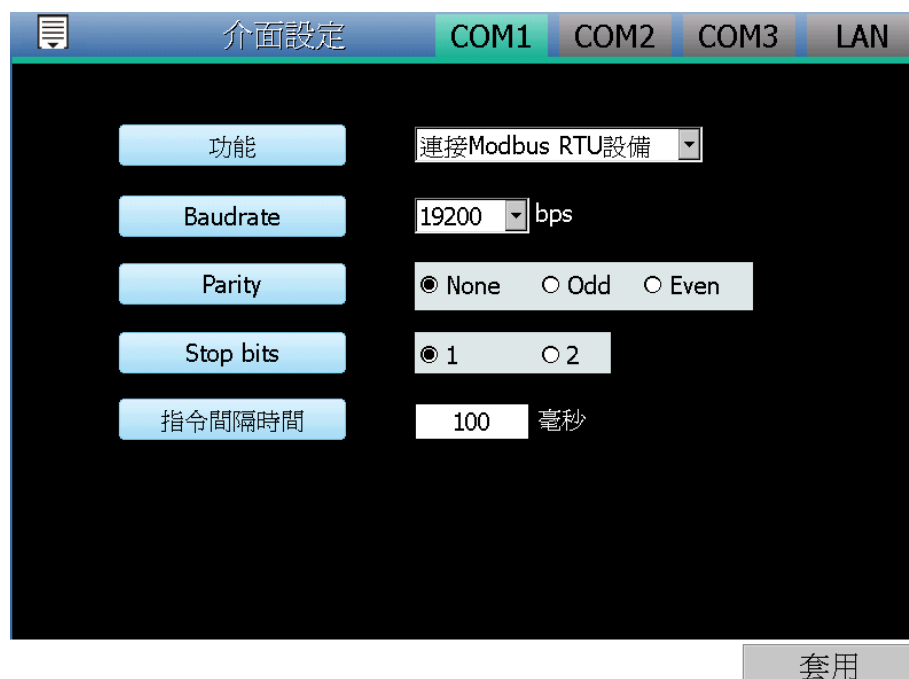 介面設定 COM1 COM2 COM3 LAN
功能 連接Modbus RTU設備
Baudrate 19200 bps
Parity None Odd Even
Stop bits 1 2
指令間隔時間 100 毫秒
套用